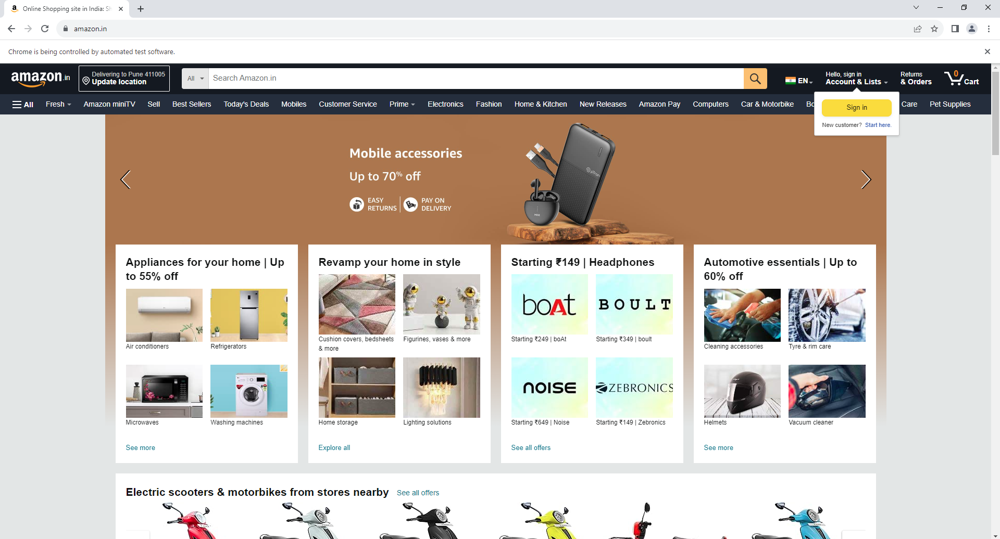 Online Shopping site in India: Sh
amazon.in
Chrome is being controlled by automated test software.
amazon.in
Delivering to Pune 411005
Update location
All
Search Amazon.in
EN
Hello, sign in
Account & Lists
Returns
& Orders
0
Cart
All
Fresh
Amazon miniTV
Sell
Best Sellers
Today's Deals
Mobiles
Customer Service
Prime
Electronics
Fashion
Home & Kitchen
New Releases
Amazon Pay
Computers
Car & Motorbike
Bo
Care
Pet Supplies
Sign in
New customer? Start here.
Mobile accessories
Up to 70% off
EASY
RETURNS
PAY ON
DELIVERY
pTron
MIVI
Appliances for your home | Up
to 55% off
Air conditioners
Refrigerators
Microwaves
Washing machines
See more
Revamp your home in style
Cushion covers, bedsheets
& more
Figurines, vases & more
Home storage
Lighting solutions
Explore all
Starting ₹149 | Headphones
boAt
BOULT
Starting ₹249 | boAt
Starting ₹349 | boult
NOISE
ZEBRONICS
Starting ₹649 | Noise
Starting ₹149 | Zebronics
See all offers
Automotive essentials | Up to
60% off
Cleaning accessories
Tyre & rim care
Helmets
Vacuum cleaner
See more
Electric scooters & motorbikes from stores nearby
See all offers